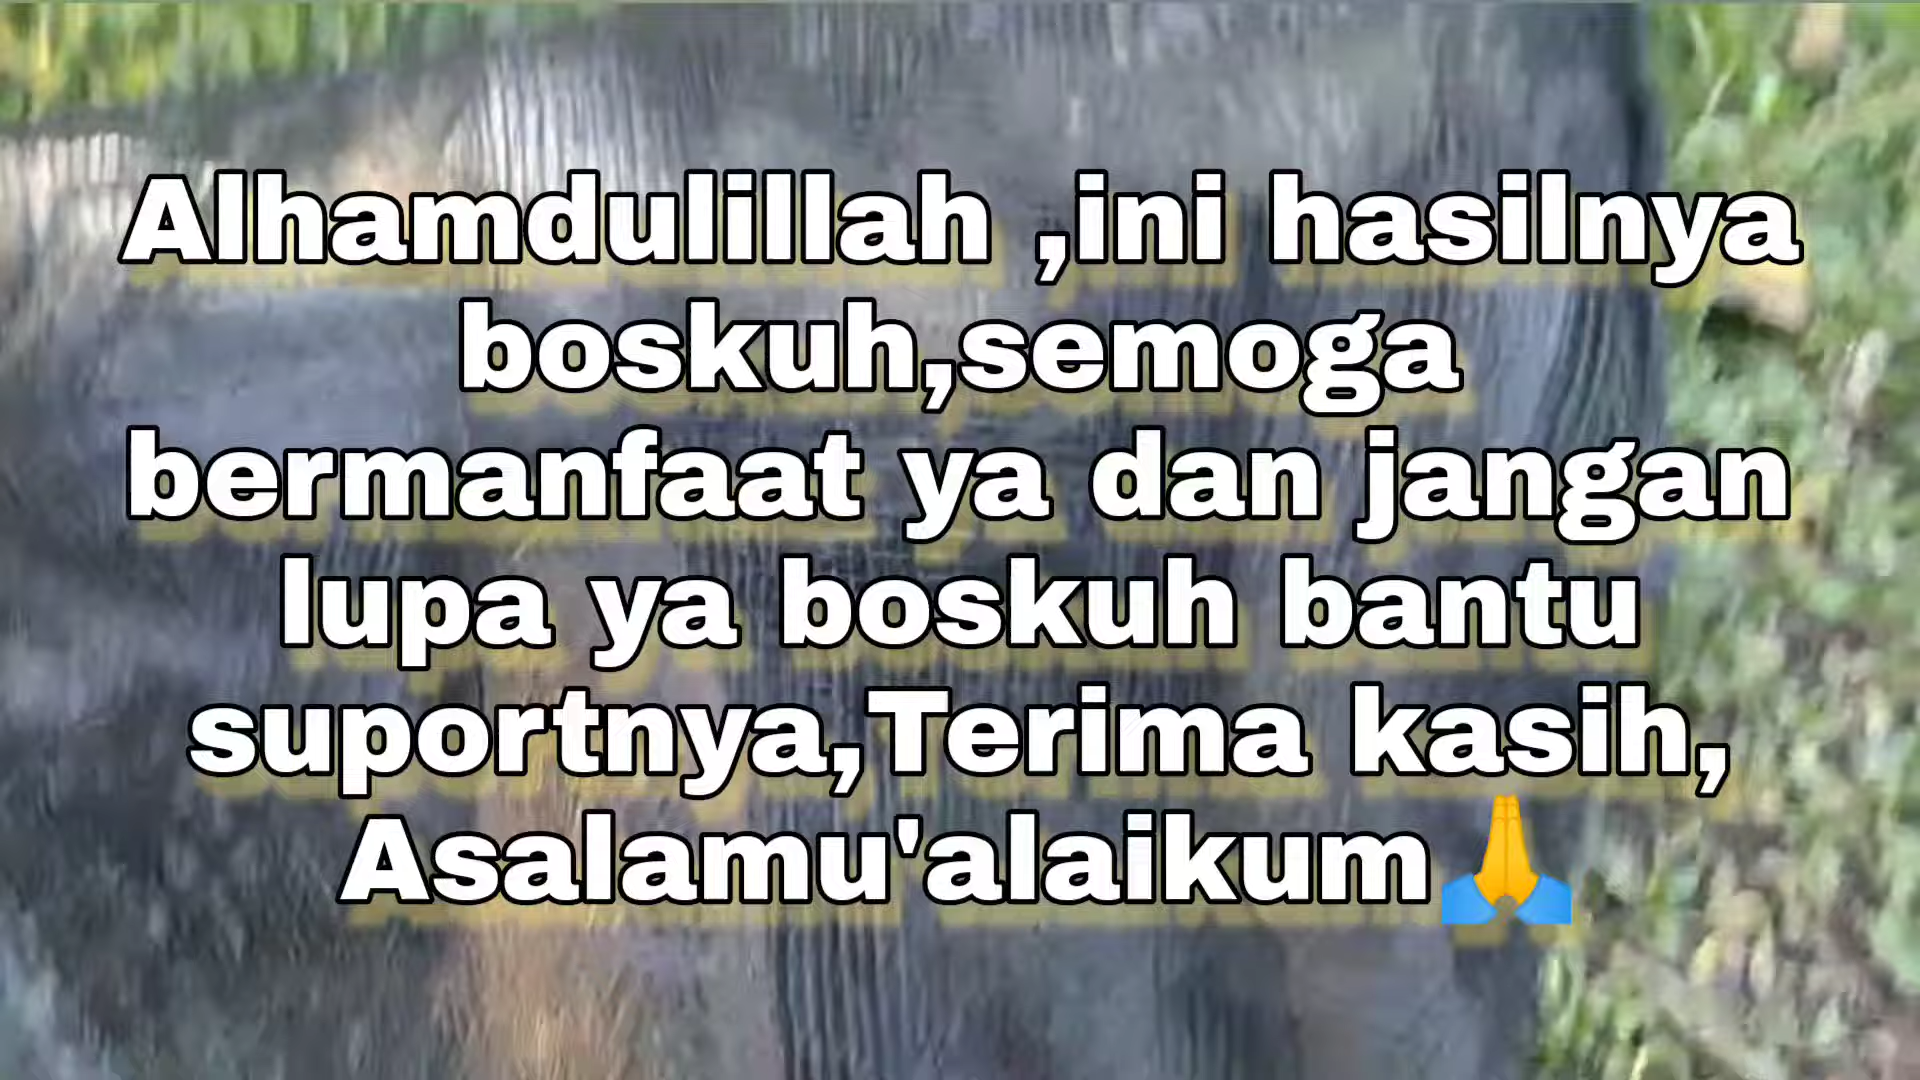 Alhamdulillah ,ini hasilnya
boskuh,semoga
bermanfaat ya dan jangan
lupa ya boskuh bantu
suportnya,Terima kasih,
Asalamu'alaikum🙏